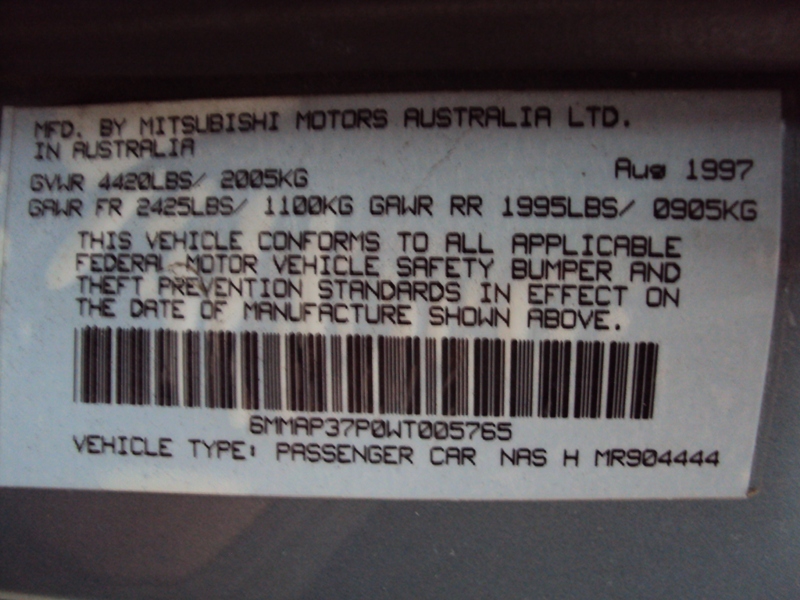 MFD. BY MITSUBISHI MOTORS AUSTRALIA LTD.
IN AUSTRALIA
Aug 1997
GVWR 4420LBS/ 2005KG
GAWR FR 2425LBS/ 1100KG GAWR RR 1995LBS/ 0905KG
THIS VEHICLE CONFORMS TO ALL APPLICABLE
FEDERAL MOTOR VEHICLE SAFETY BUMPER AND
THEFT PREVENTION STANDARDS IN EFFECT ON
THE DATE OF MANUFACTURE SHOWN ABOVE.
6MMAP37P0WT005765
VEHICLE TYPE: PASSENGER CAR NAS H MR904444